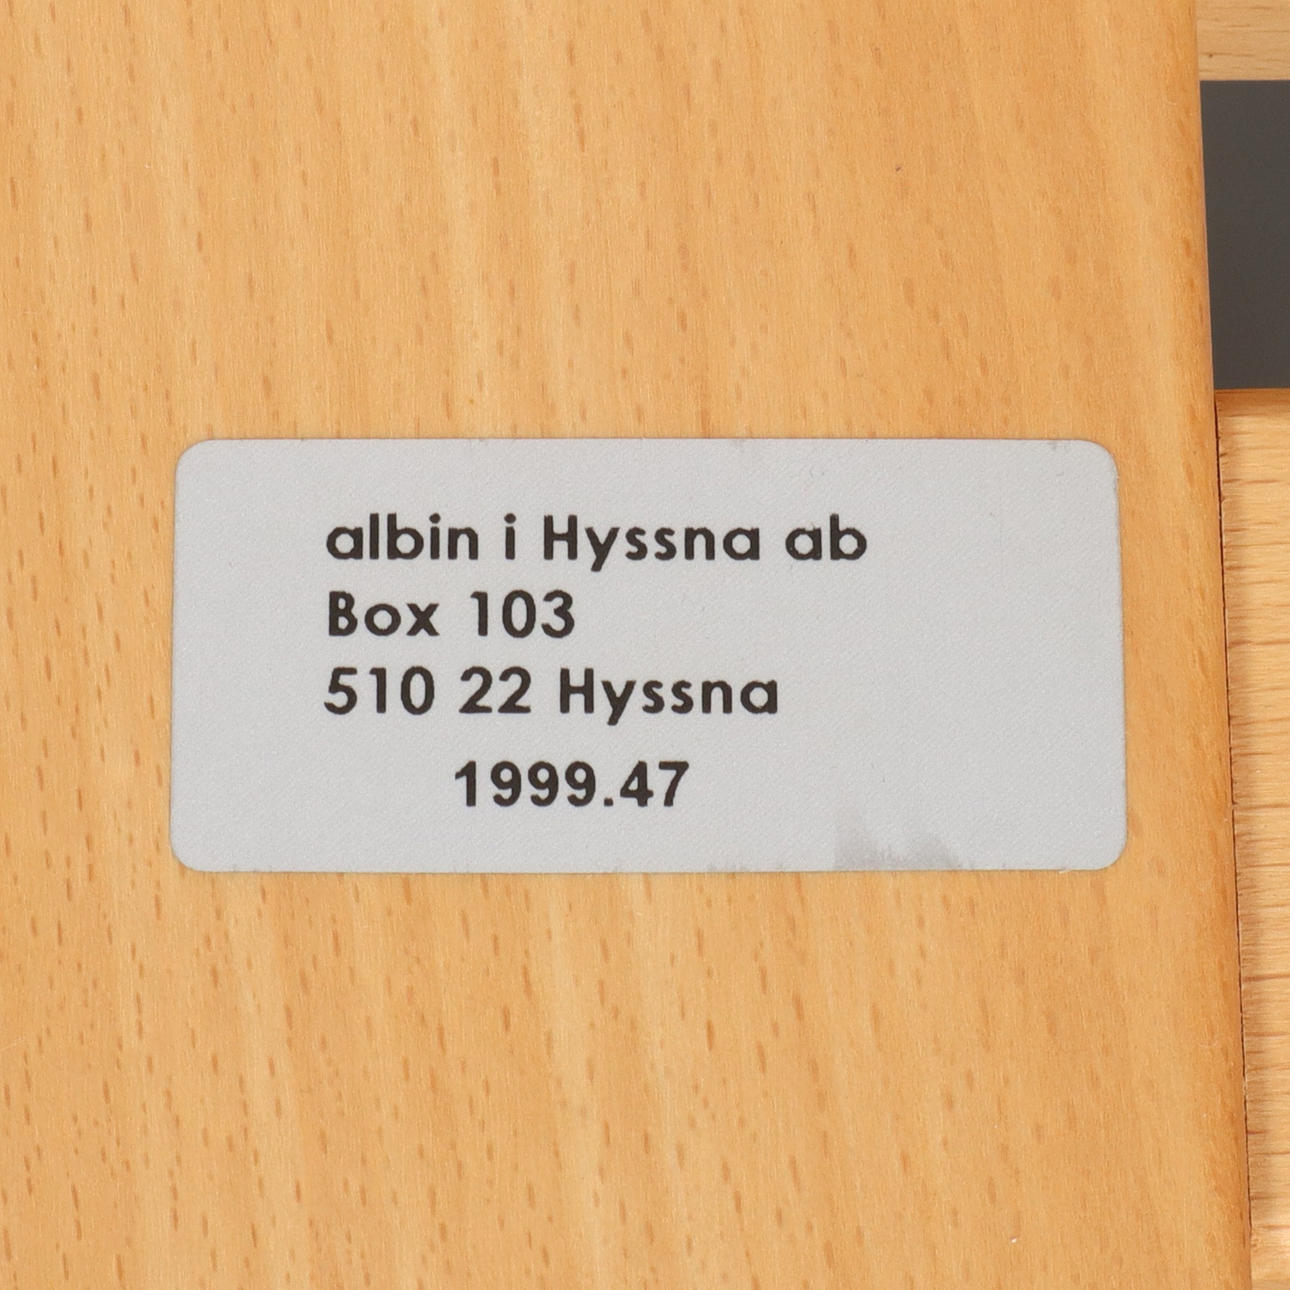 albin i Hyssna ab
Box 103
510 22 Hyssna
1999.47